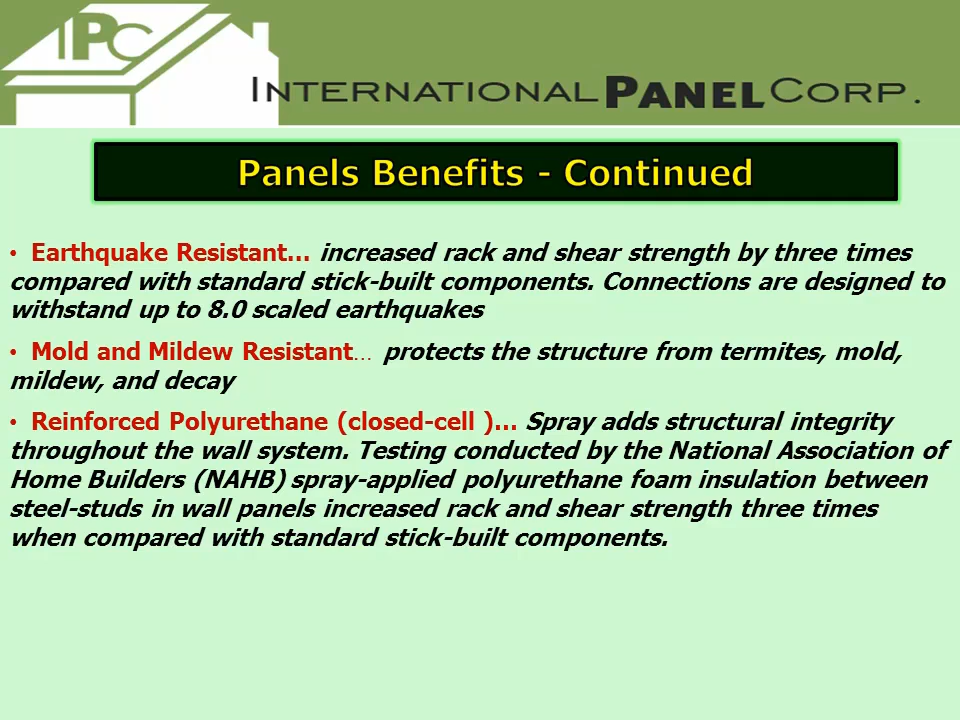 IPC
INTERNATIONAL PANEL CORP.
Panels Benefits - Continued
• Earthquake Resistant... increased rack and shear strength by three times
compared with standard stick-built components. Connections are designed to
withstand up to 8.0 scaled earthquakes
• Mold and Mildew Resistant... protects the structure from termites, mold,
mildew, and decay
• Reinforced Polyurethane (closed-cell )... Spray adds structural integrity
throughout the wall system. Testing conducted by the National Association of
Home Builders (NAHB) spray-applied polyurethane foam insulation between
steel-studs in wall panels increased rack and shear strength three times
when compared with standard stick-built components.